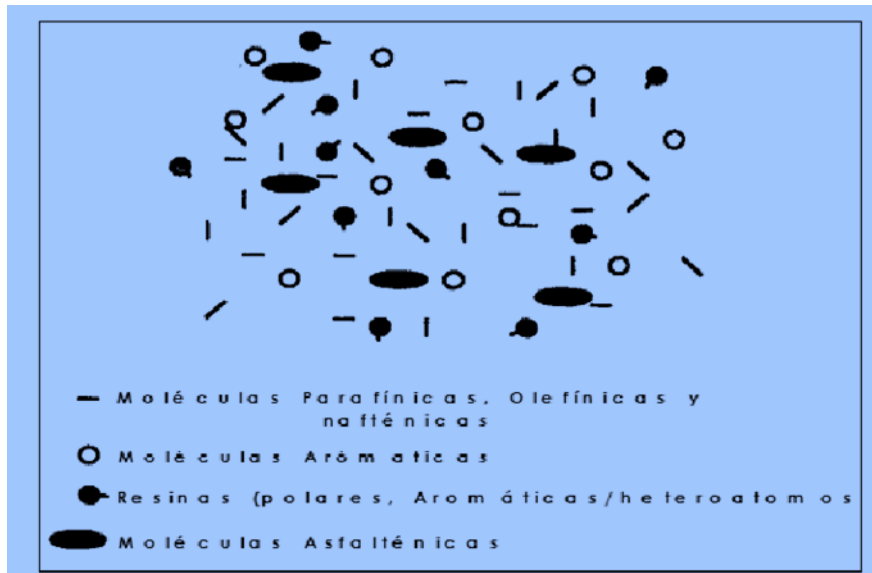 Moléculas Parafínicas, Olefínicas y
nafténicas
Moléculas Aromáticas
Resinas (polares, Aromáticas/heteroatomos
Moléculas Asfalténicas